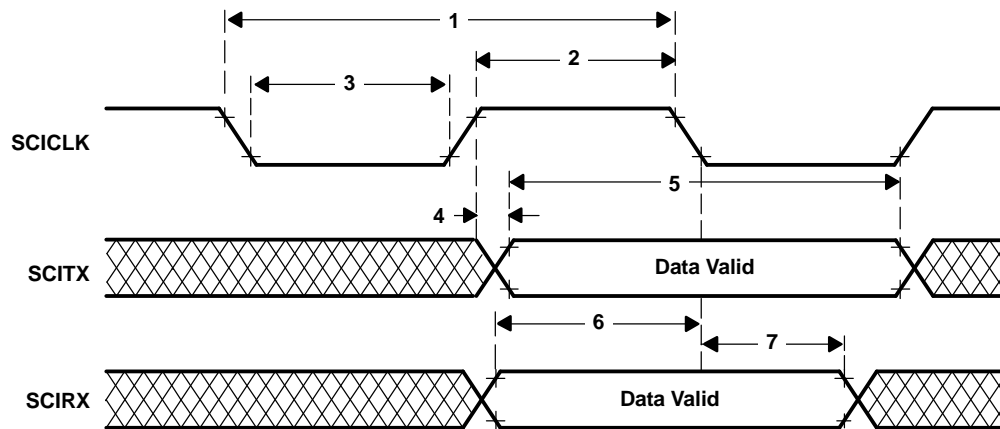 1
2
3
SCICLK
5
4
SCITX
Data Valid
6
7
SCIRX
Data Valid